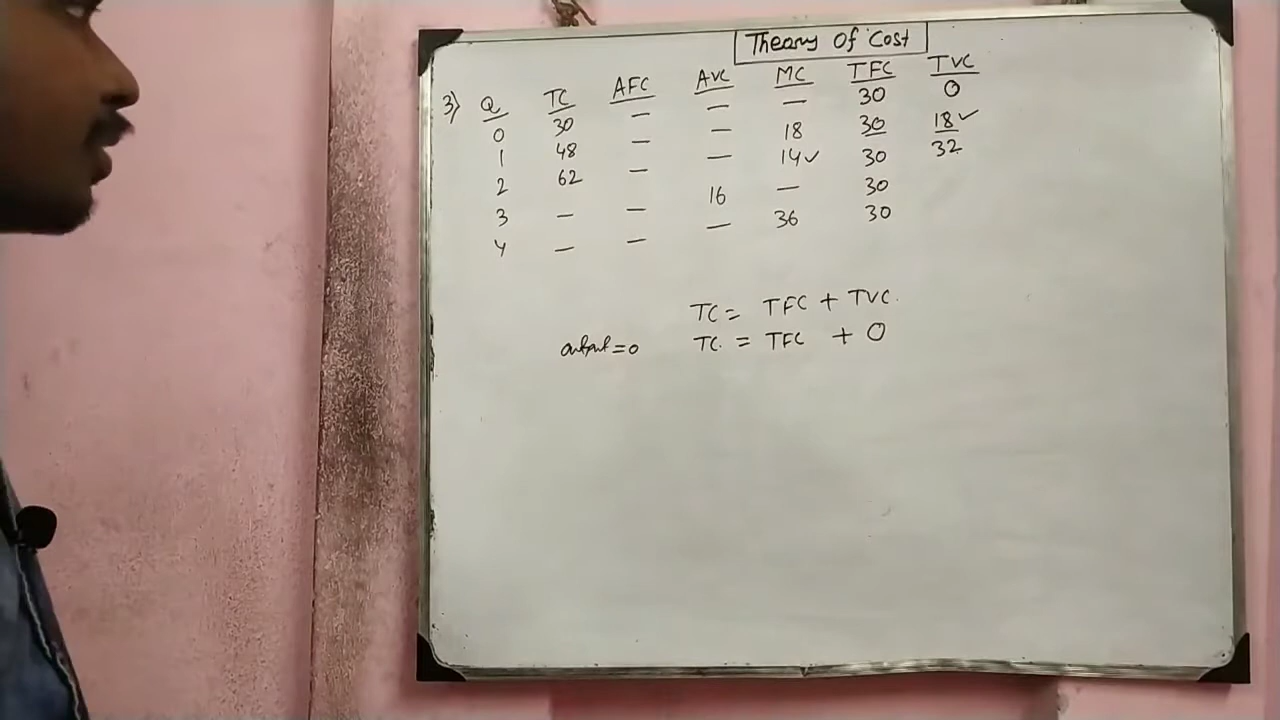 Theory Of Cost
3) Q TC AFC AVC MC TFC TVC
0 30 — — — 30 0
1 48 — — 18 30 18✓
2 62 — — 14✓ 30 32
3 — — 16 — 30
4 — — — 36 30
TC = TFC + TVC.
output = 0 TC. = TFC + 0